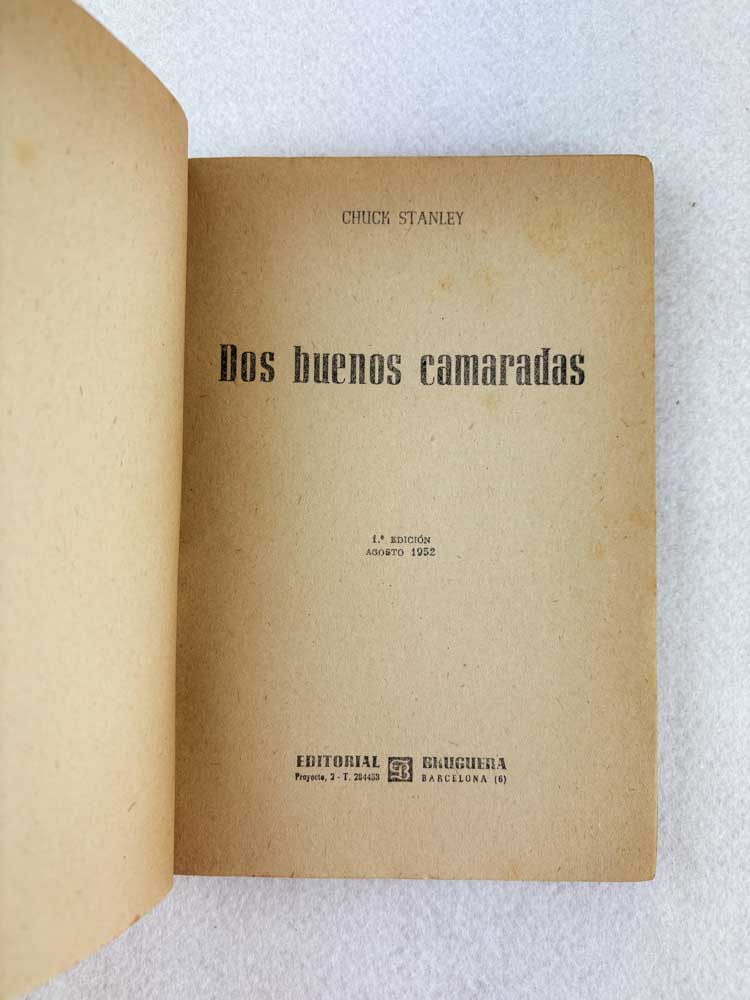 CHUCK STANLEY
Dos buenos camaradas
1.ª EDICIÓN
AGOSTO 1952
EDITORIAL B BRUGUERA
Proyecto, 2 - T. 284453 BARCELONA (6)